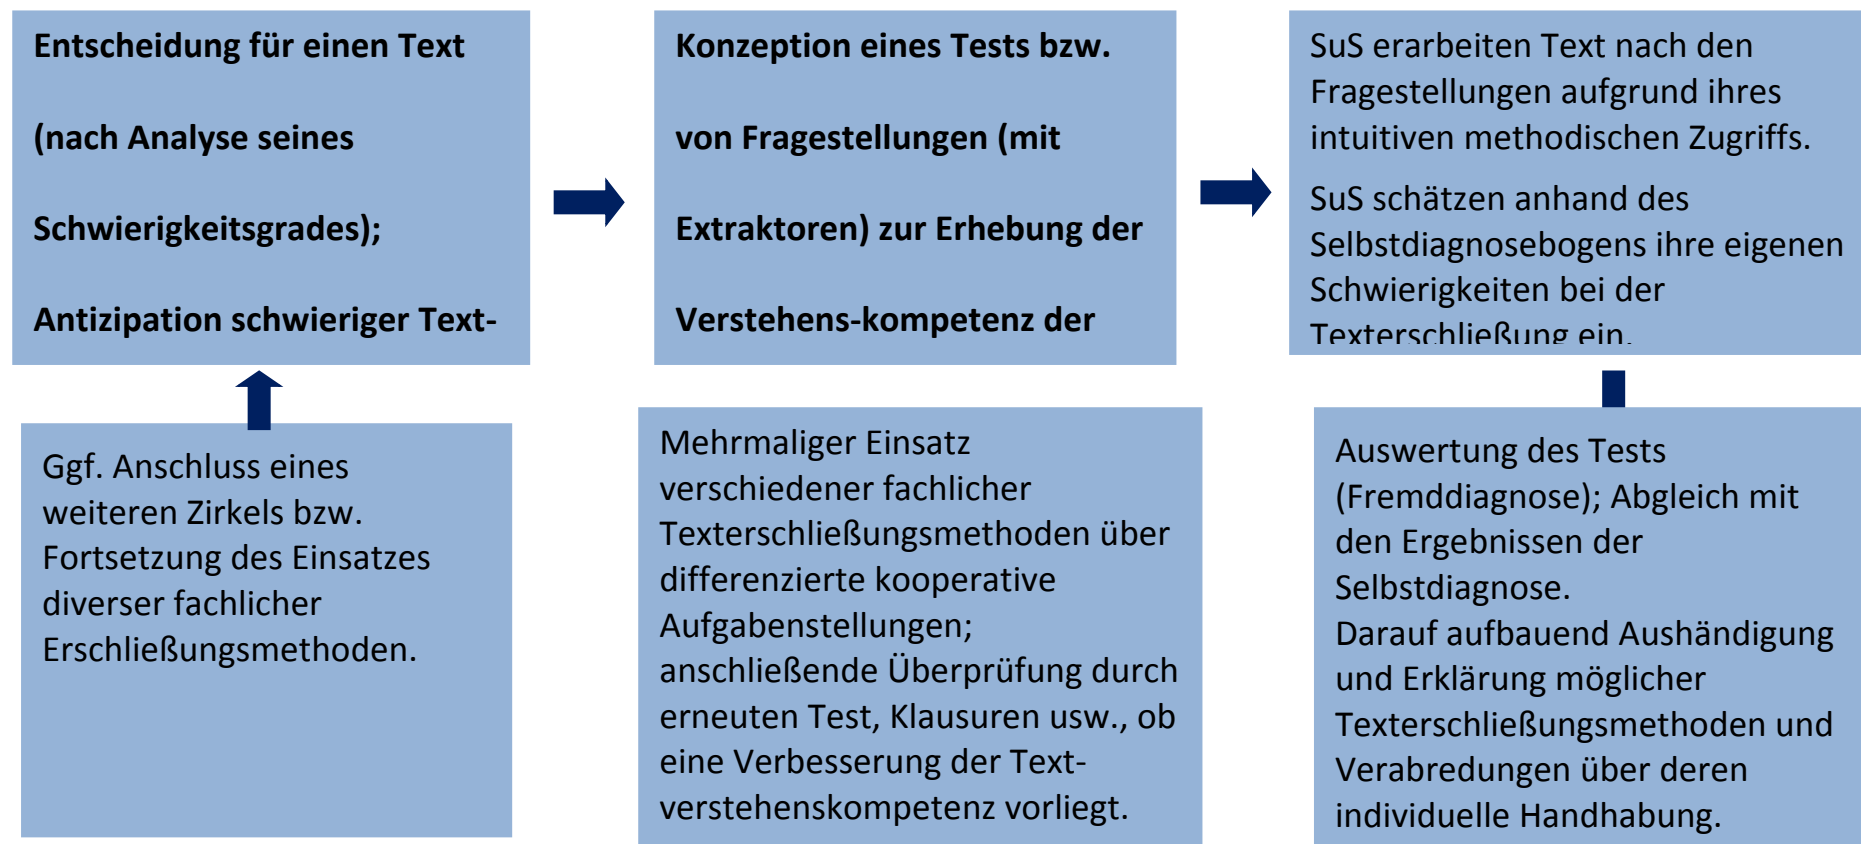 Entscheidung für einen Text
(nach Analyse seines
Schwierigkeitsgrades);
Antizipation schwieriger Text-
Konzeption eines Tests bzw.
von Fragestellungen (mit
Extraktoren) zur Erhebung der
Verstehens-kompetenz der
SuS erarbeiten Text nach den
Fragestellungen aufgrund ihres
intuitiven methodischen Zugriffs.
SuS schätzen anhand des
Selbstdiagnosebogens ihre eigenen
Schwierigkeiten bei der
Texterschließung ein.
Ggf. Anschluss eines
weiteren Zirkels bzw.
Fortsetzung des Einsatzes
diverser fachlicher
Erschließungsmethoden.
Mehrmaliger Einsatz
verschiedener fachlicher
Texterschließungsmethoden über
differenzierte kooperative
Aufgabenstellungen;
anschließende Überprüfung durch
erneuten Test, Klausuren usw., ob
eine Verbesserung der Text-
verstehenskompetenz vorliegt.
Auswertung des Tests
(Fremddiagnose); Abgleich mit
den Ergebnissen der
Selbstdiagnose.
Darauf aufbauend Aushändigung
und Erklärung möglicher
Texterschließungsmethoden und
Verabredungen über deren
individuelle Handhabung.